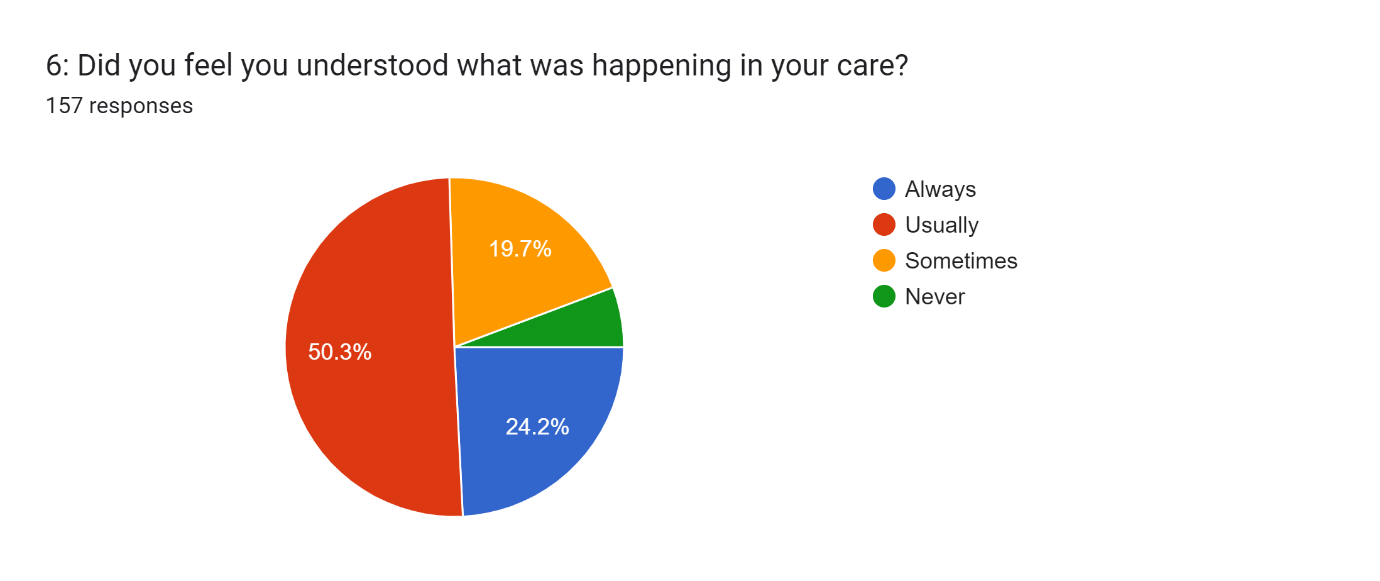 6: Did you feel you understood what was happening in your care?
157 responses
19.7%
50.3%
24.2%
Always
Usually
Sometimes
Never